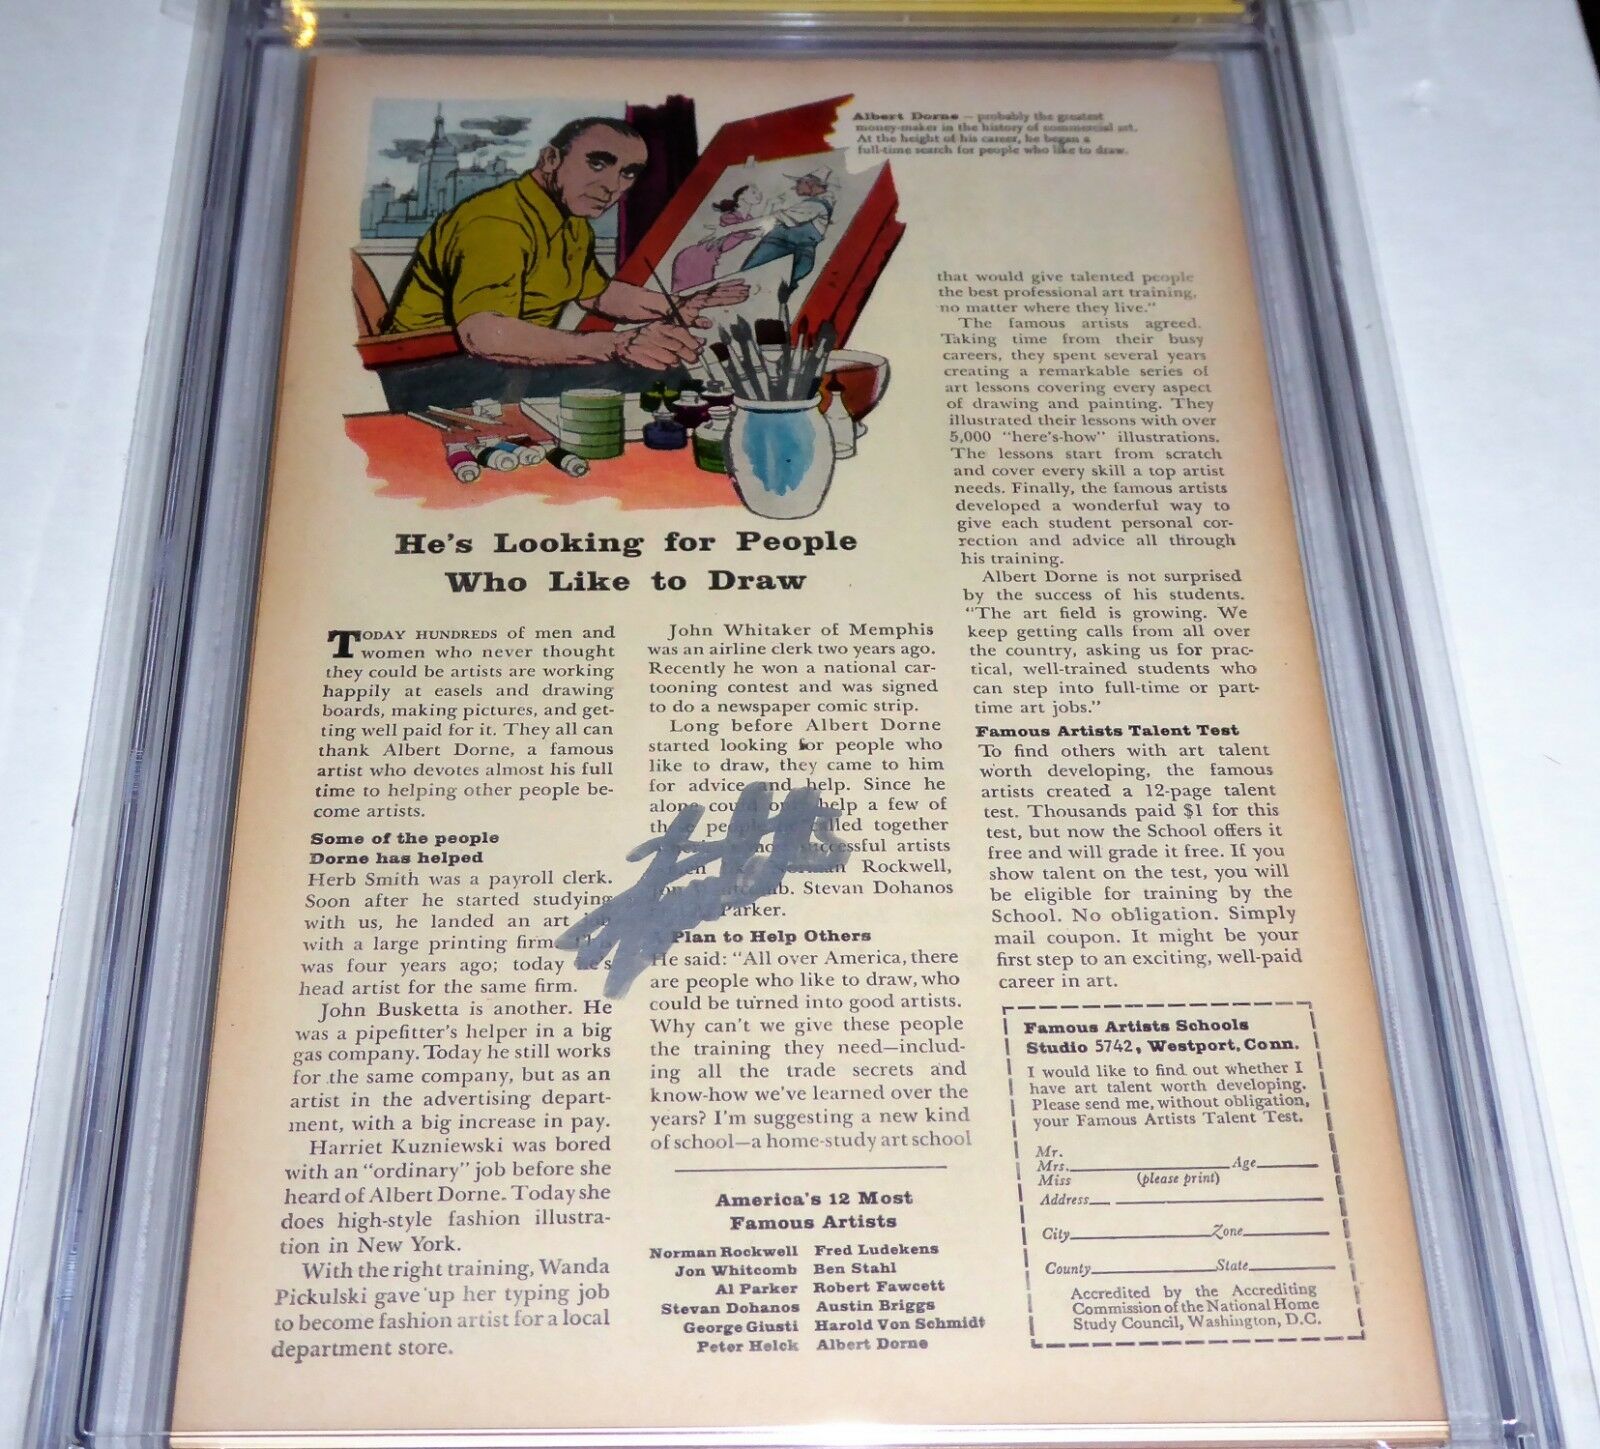 Albert Dorne — probably the greatest
money-maker in the history of commercial art.
At the height of his career, he began a
full-time search for people who like to draw.
He's Looking for People
Who Like to Draw
TODAY HUNDREDS of men and
women who never thought
they could be artists are working
happily at easels and drawing
boards, making pictures, and get-
ting well paid for it. They all can
thank Albert Dorne, a famous
artist who devotes almost his full
time to helping other people be-
come artists.
Some of the people
Dorne has helped
Herb Smith was a payroll clerk.
Soon after he started studying
with us, he landed an art job
with a large printing firm. This
was four years ago; today he's
head artist for the same firm.
John Busketta is another. He
was a pipefitter's helper in a big
gas company. Today he still works
for the same company, but as an
artist in the advertising depart-
ment, with a big increase in pay.
Harriet Kuzniewski was bored
with an "ordinary" job before she
heard of Albert Dorne. Today she
does high-style fashion illustra-
tion in New York.
With the right training, Wanda
Pickulski gave up her typing job
to become fashion artist for a local
department store.
John Whitaker of Memphis
was an airline clerk two years ago.
Recently he won a national car-
tooning contest and was signed
to do a newspaper comic strip.
Long before Albert Dorne
started looking for people who
like to draw, they came to him
for advice and help. Since he
alone could only help a few of
these people called together
most successful artists
Norman Rockwell,
Jon Whitcomb. Stevan Dohanos
Parker.
A Plan to Help Others
He said: "All over America, there
are people who like to draw, who
could be turned into good artists.
Why can't we give these people
the training they need—includ-
ing all the trade secrets and
know-how we've learned over the
years? I'm suggesting a new kind
of school—a home-study art school
that would give talented people
the best professional art training,
no matter where they live."
The famous artists agreed.
Taking time from their busy
careers, they spent several years
creating a remarkable series of
art lessons covering every aspect
of drawing and painting. They
illustrated their lessons with over
5,000 "here's-how" illustrations.
The lessons start from scratch
and cover every skill a top artist
needs. Finally, the famous artists
developed a wonderful way to
give each student personal cor-
rection and advice all through
his training.
Albert Dorne is not surprised
by the success of his students.
"The art field is growing. We
keep getting calls from all over
the country, asking us for prac-
tical, well-trained students who
can step into full-time or part-
time art jobs."
Famous Artists Talent Test
To find others with art talent
worth developing, the famous
artists created a 12-page talent
test. Thousands paid $1 for this
test, but now the School offers it
free and will grade it free. If you
show talent on the test, you will
be eligible for training by the
School. No obligation. Simply
mail coupon. It might be your
first step to an exciting, well-paid
career in art.
America's 12 Most
Famous Artists
Norman Rockwell Fred Ludekens
Jon Whitcomb Ben Stahl
Al Parker Robert Fawcett
Stevan Dohanos Austin Briggs
George Giusti Harold Von Schmidt
Peter Helck Albert Dorne
Famous Artists Schools
Studio 5742, Westport, Conn.
I would like to find out whether I
have art talent worth developing.
Please send me, without obligation,
your Famous Artists Talent Test.
Mr.
Mrs. Age
Miss (please print)
Address
City Zone
County State
Accredited by the Accrediting
Commission of the National Home
Study Council, Washington, D.C.